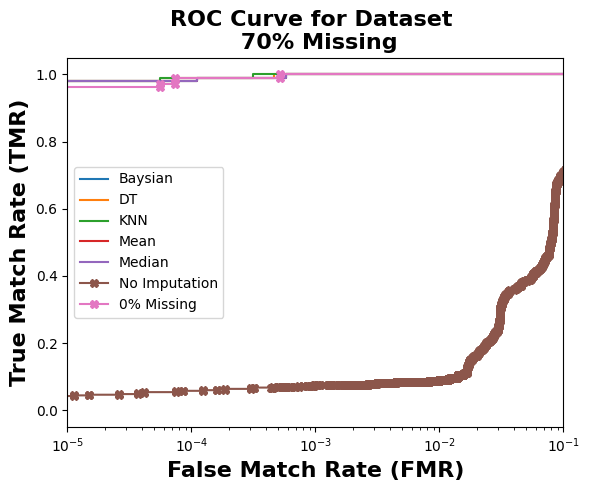 ROC Curve for Dataset
70% Missing
True Match Rate (TMR)
1.0
0.8
0.6
0.4
0.2
0.0
Baysian
DT
KNN
Mean
Median
No Imputation
0% Missing
10⁻⁵ 10⁻⁴ 10⁻³ 10⁻² 10⁻¹
False Match Rate (FMR)